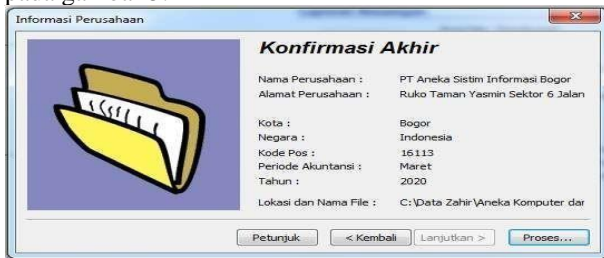 Informasi Perusahaan
Konfirmasi Akhir
Nama Perusahaan : PT Aneka Sistim Informasi Bogor
Alamat Perusahaan : Ruko Taman Yasmin Sektor 6 Jalan
Kota : Bogor
Negara : Indonesia
Kode Pos : 16113
Periode Akuntansi : Maret
Tahun : 2020
Lokasi dan Nama File : C:\Data Zahir\Aneka Komputer dar
Petunjuk < Kembali Lanjutkan > Proses...